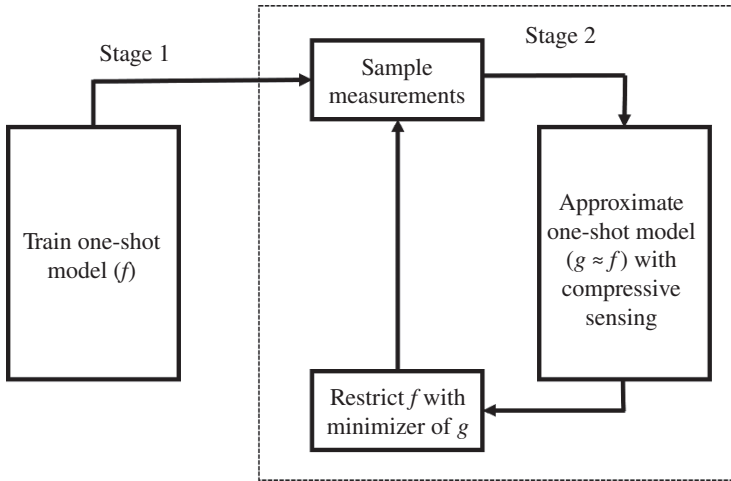 Stage 1
Stage 2
Sample
measurements
Train one-shot
model (f)
Approximate
one-shot model
(g ≈ f) with
compressive
sensing
Restrict f with
minimizer of g